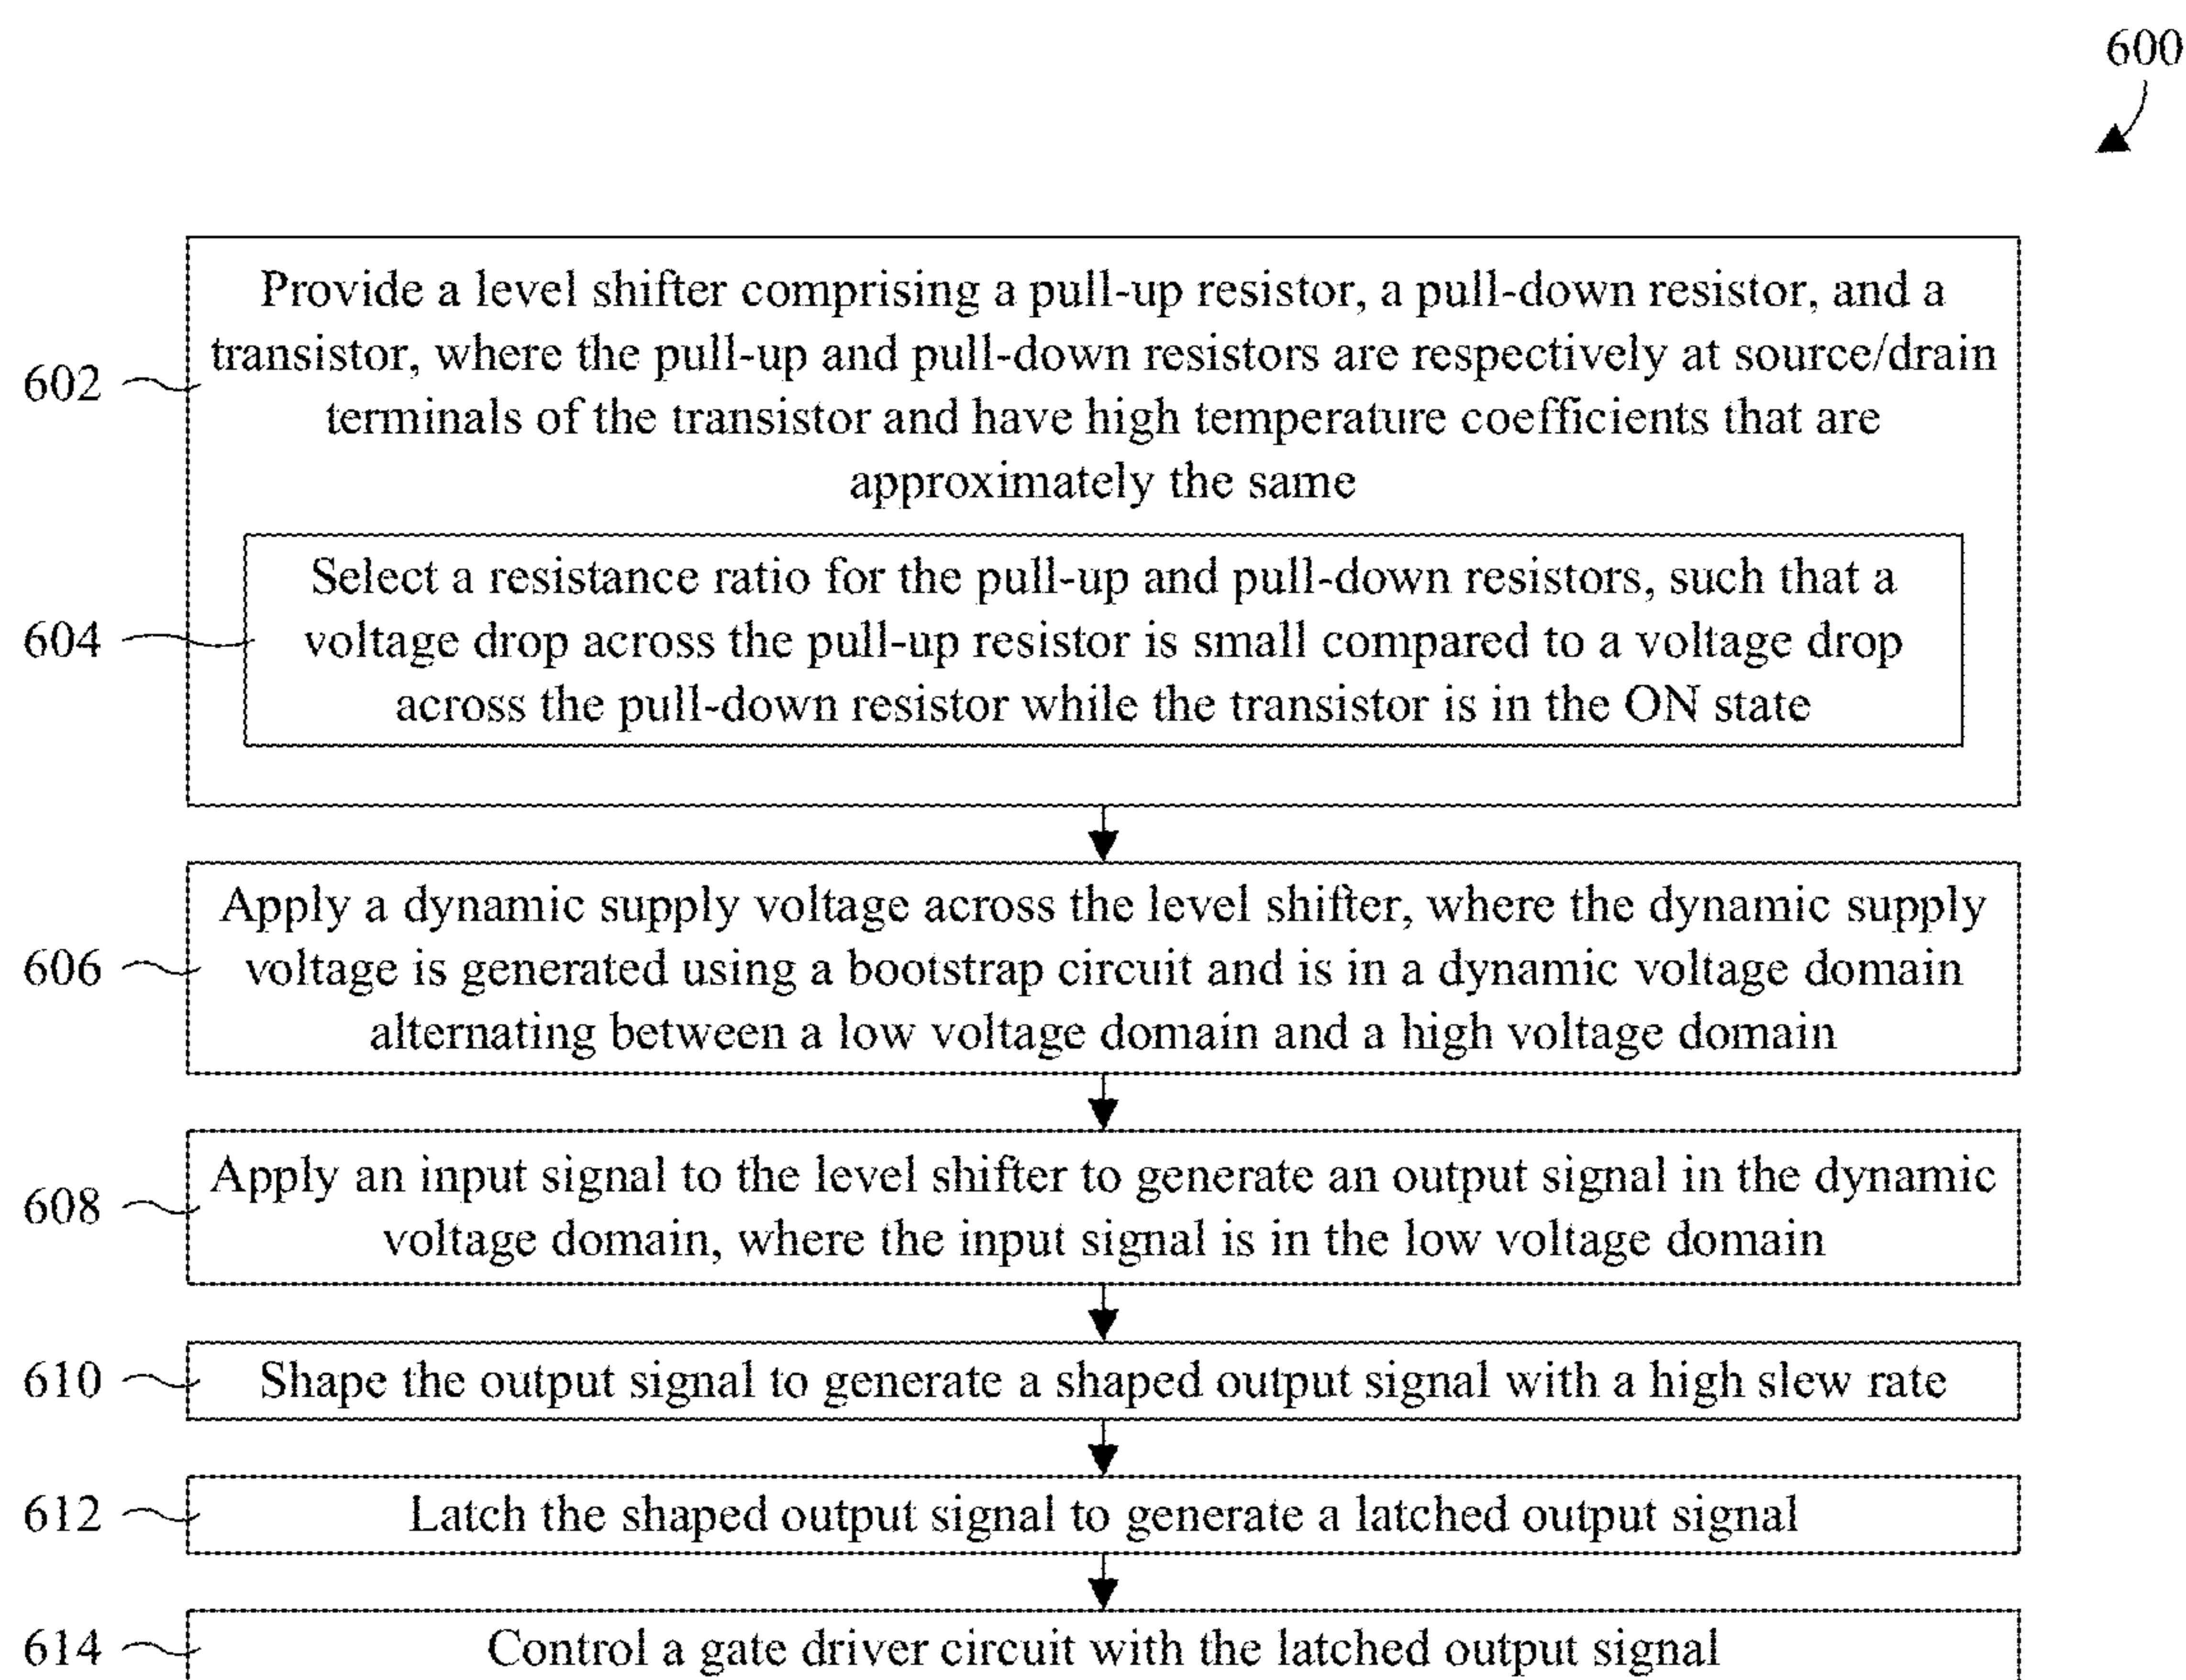 600
602
Provide a level shifter comprising a pull-up resistor, a pull-down resistor, and a
transistor, where the pull-up and pull-down resistors are respectively at source/drain
terminals of the transistor and have high temperature coefficients that are
approximately the same
604
Select a resistance ratio for the pull-up and pull-down resistors, such that a
voltage drop across the pull-up resistor is small compared to a voltage drop
across the pull-down resistor while the transistor is in the ON state
606
Apply a dynamic supply voltage across the level shifter, where the dynamic supply
voltage is generated using a bootstrap circuit and is in a dynamic voltage domain
alternating between a low voltage domain and a high voltage domain
608
Apply an input signal to the level shifter to generate an output signal in the dynamic
voltage domain, where the input signal is in the low voltage domain
610
Shape the output signal to generate a shaped output signal with a high slew rate
612
Latch the shaped output signal to generate a latched output signal
614
Control a gate driver circuit with the latched output signal